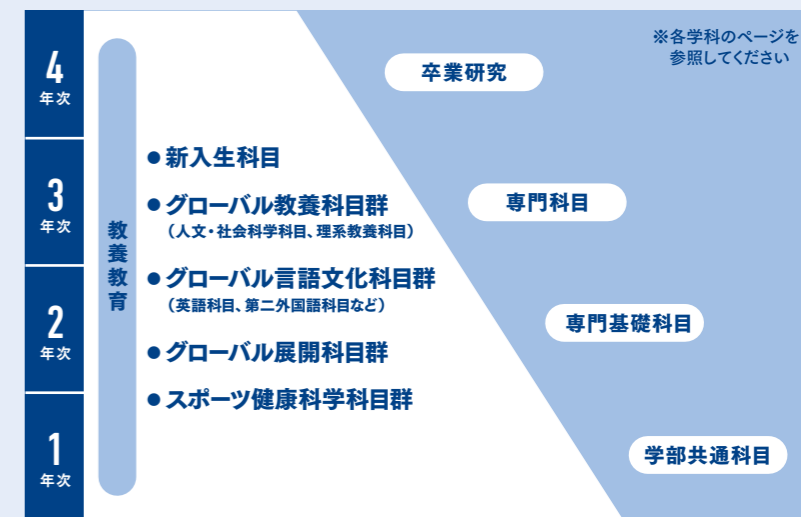 4
年次
3
年次
2
年次
1
年次
教養教育
●新入生科目
●グローバル教養科目群
（人文・社会科学科目、理系教養科目）
●グローバル言語文化科目群
（英語科目、第二外国語科目など）
●グローバル展開科目群
●スポーツ健康科学科目群
※各学科のページを
参照してください
卒業研究
専門科目
専門基礎科目
学部共通科目